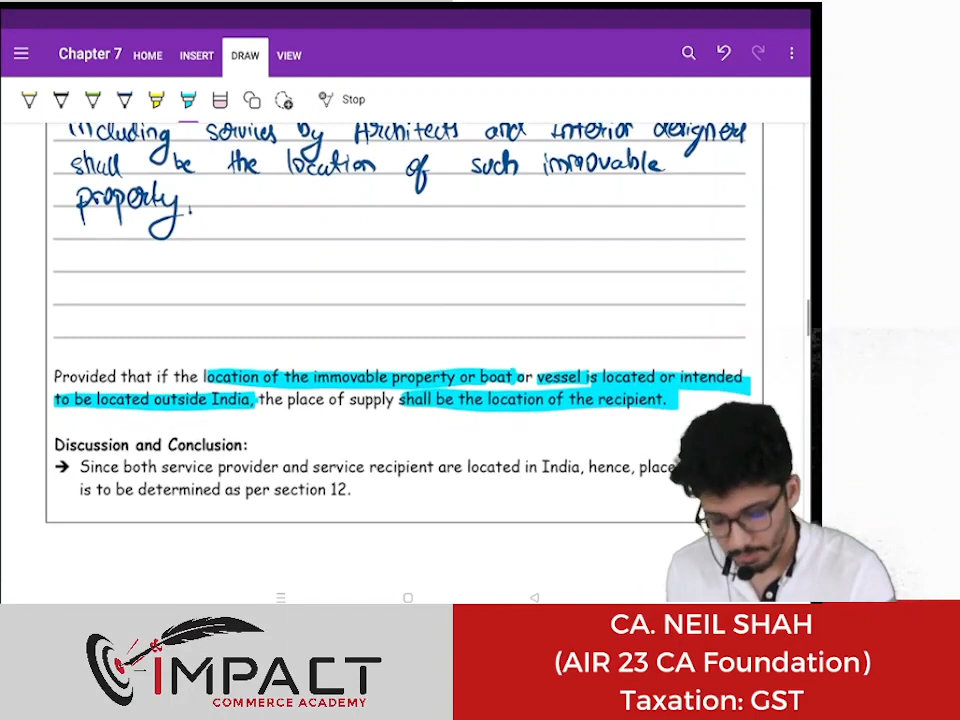 Chapter 7 HOME INSERT DRAW VIEW
Stop
including services by Architects and Interior designed
shall be the location of such immovable
property.
Provided that if the location of the immovable property or boat or vessel is located or intended
to be located outside India, the place of supply shall be the location of the recipient.
Discussion and Conclusion:
→ Since both service provider and service recipient are located in India, hence, place
is to be determined as per section 12.
IMPACT
COMMERCE ACADEMY
CA. NEIL SHAH
(AIR 23 CA Foundation)
Taxation: GST